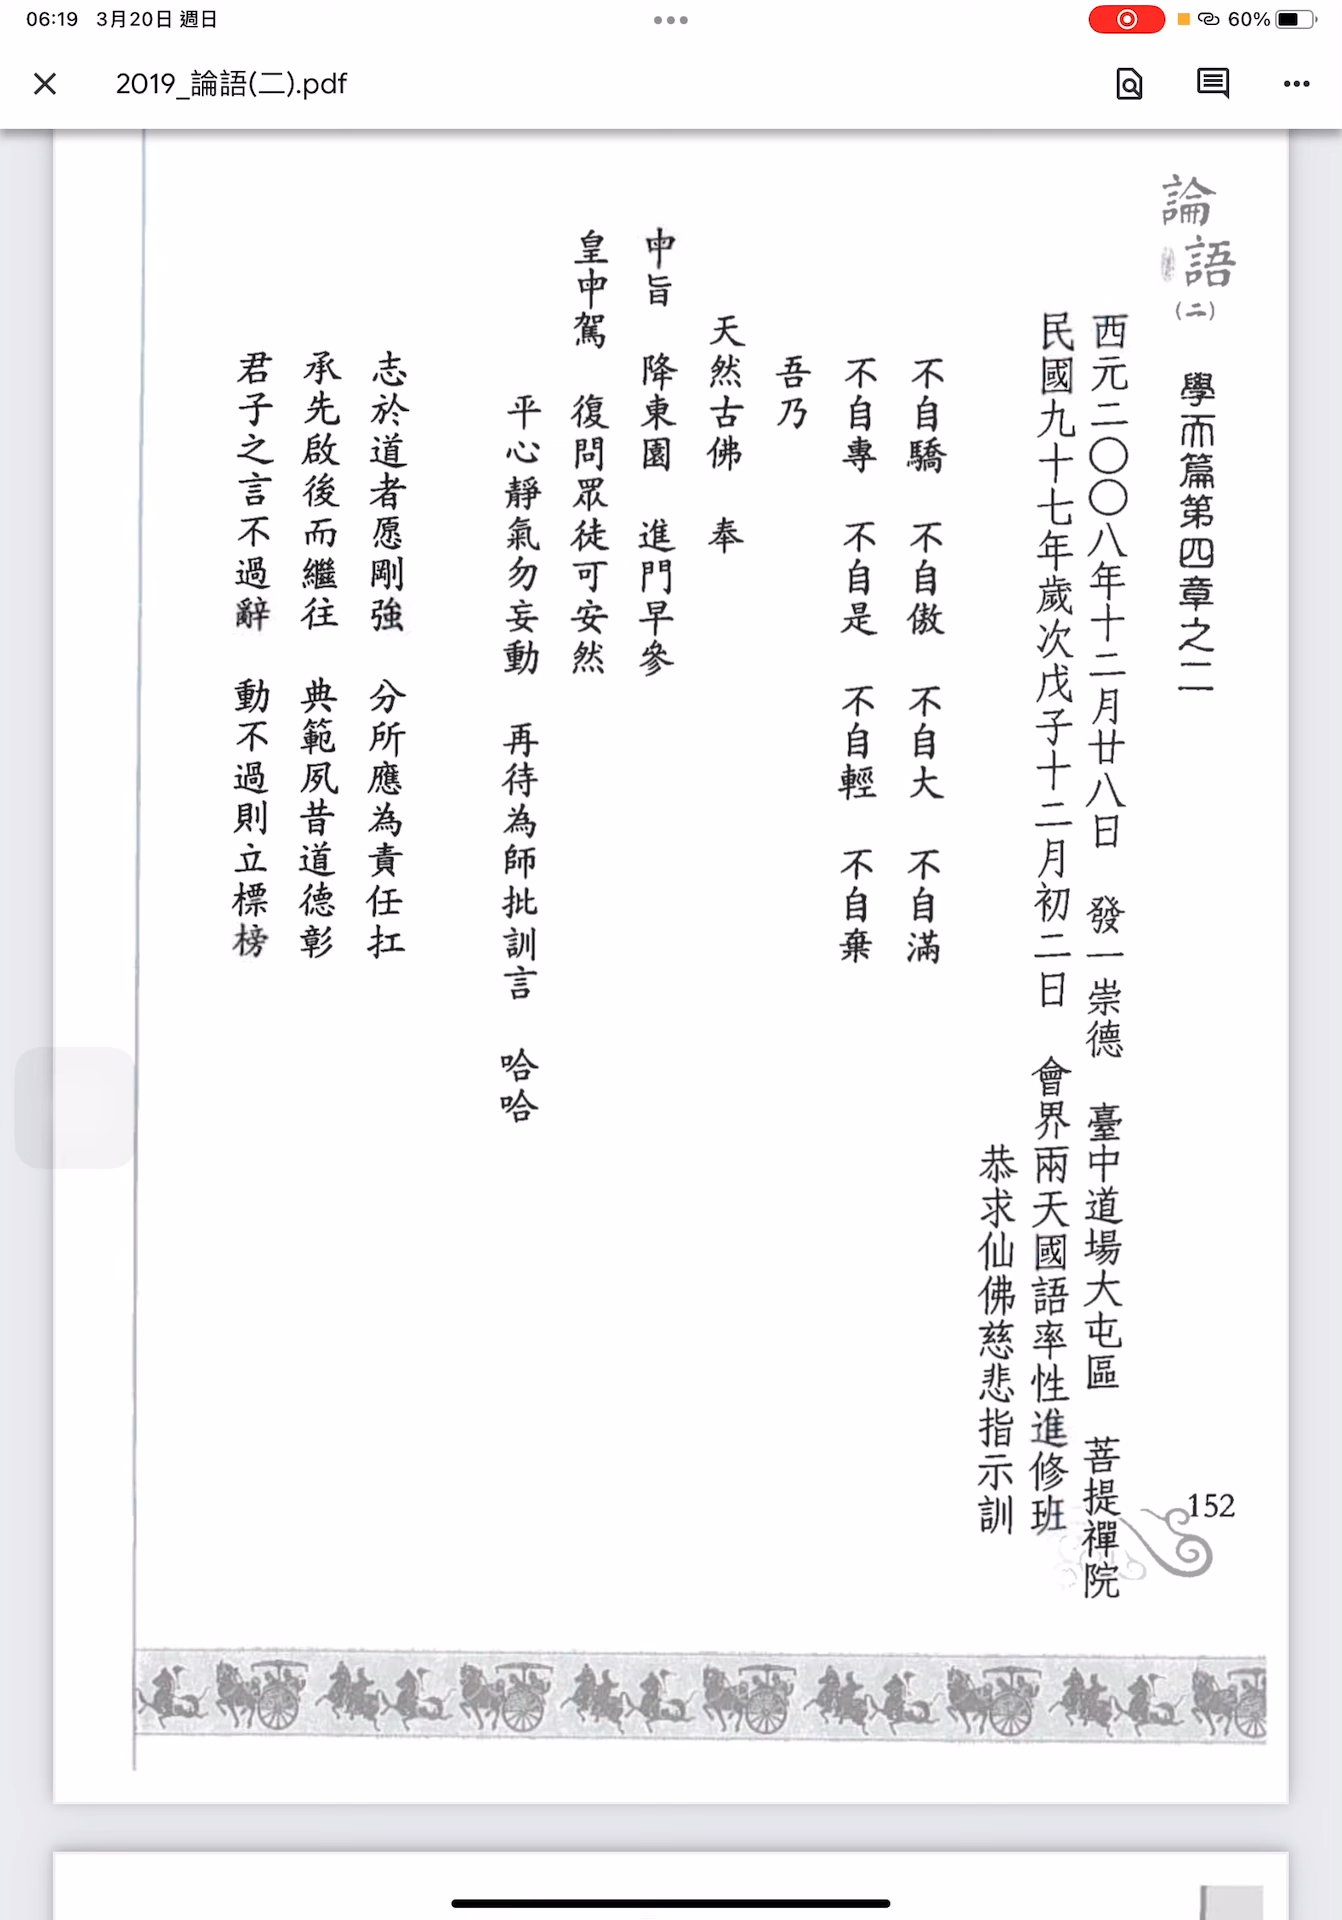 06:19 3月20日 週日
60%
2019_論語(二).pdf
論語
(二)
學而篇第四章之二
西元二〇〇八年十二月廿八日 發一崇德 臺中道場大屯區 菩提禪院
民國九十七年歲次戊子十二月初二日 會界兩天國語率性進修班
恭求仙佛慈悲指示訓
不自驕 不自傲 不自大 不自滿
不自專 不自是 不自輕 不自棄
吾乃
天然古佛 奉
中旨 降東園 進門早參
皇中駕 復問眾徒可安然
平心靜氣勿妄動 再待為師批訓言 哈哈
志於道者愿剛強 分所應為責任扛
承先啟後而繼往 典範夙昔道德彰
君子之言不過辭 動不過則立標榜
152